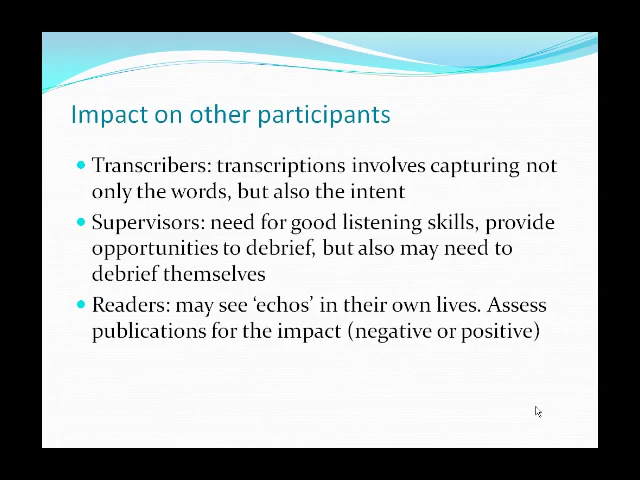 Impact on other participants
Transcribers: transcriptions involves capturing not
only the words, but also the intent
Supervisors: need for good listening skills, provide
opportunities to debrief, but also may need to
debrief themselves
Readers: may see ‘echos’ in their own lives. Assess
publications for the impact (negative or positive)